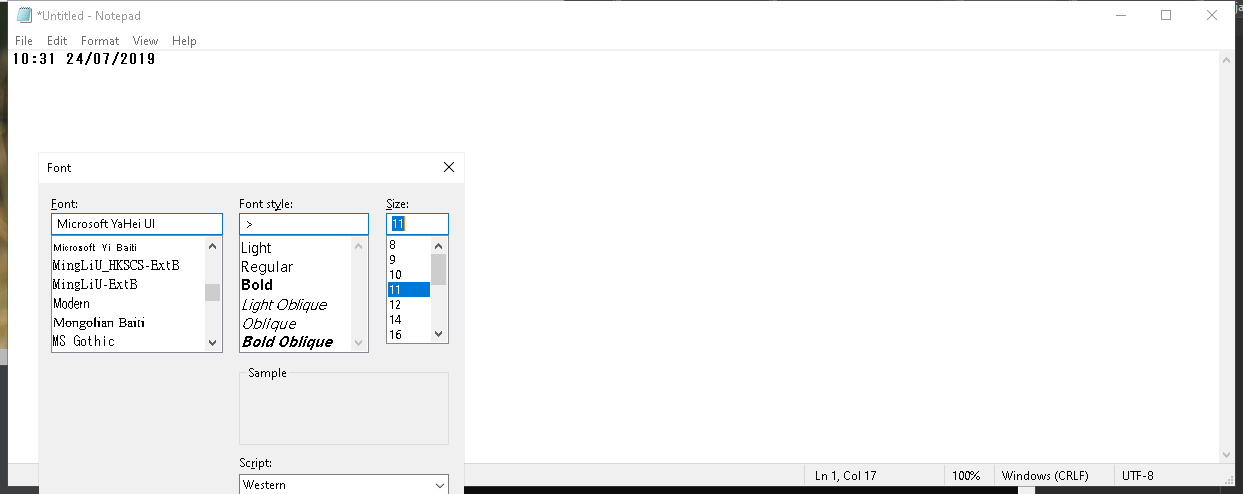 *Untitled - Notepad
File Edit Format View Help
10:31 24/07/2019
Font
Font: Font style: Size:
Microsoft YaHei UI > 11
Microsoft Yi Baiti
MingLiU_HKSCS-ExtB
MingLiU-ExtB
Modern
Mongolian Baiti
MS Gothic
Light
Regular
Bold
Light Oblique
Oblique
Bold Oblique
8
9
10
11
12
14
16
Sample
Script:
Western
Ln 1, Col 17 100% Windows (CRLF) UTF-8